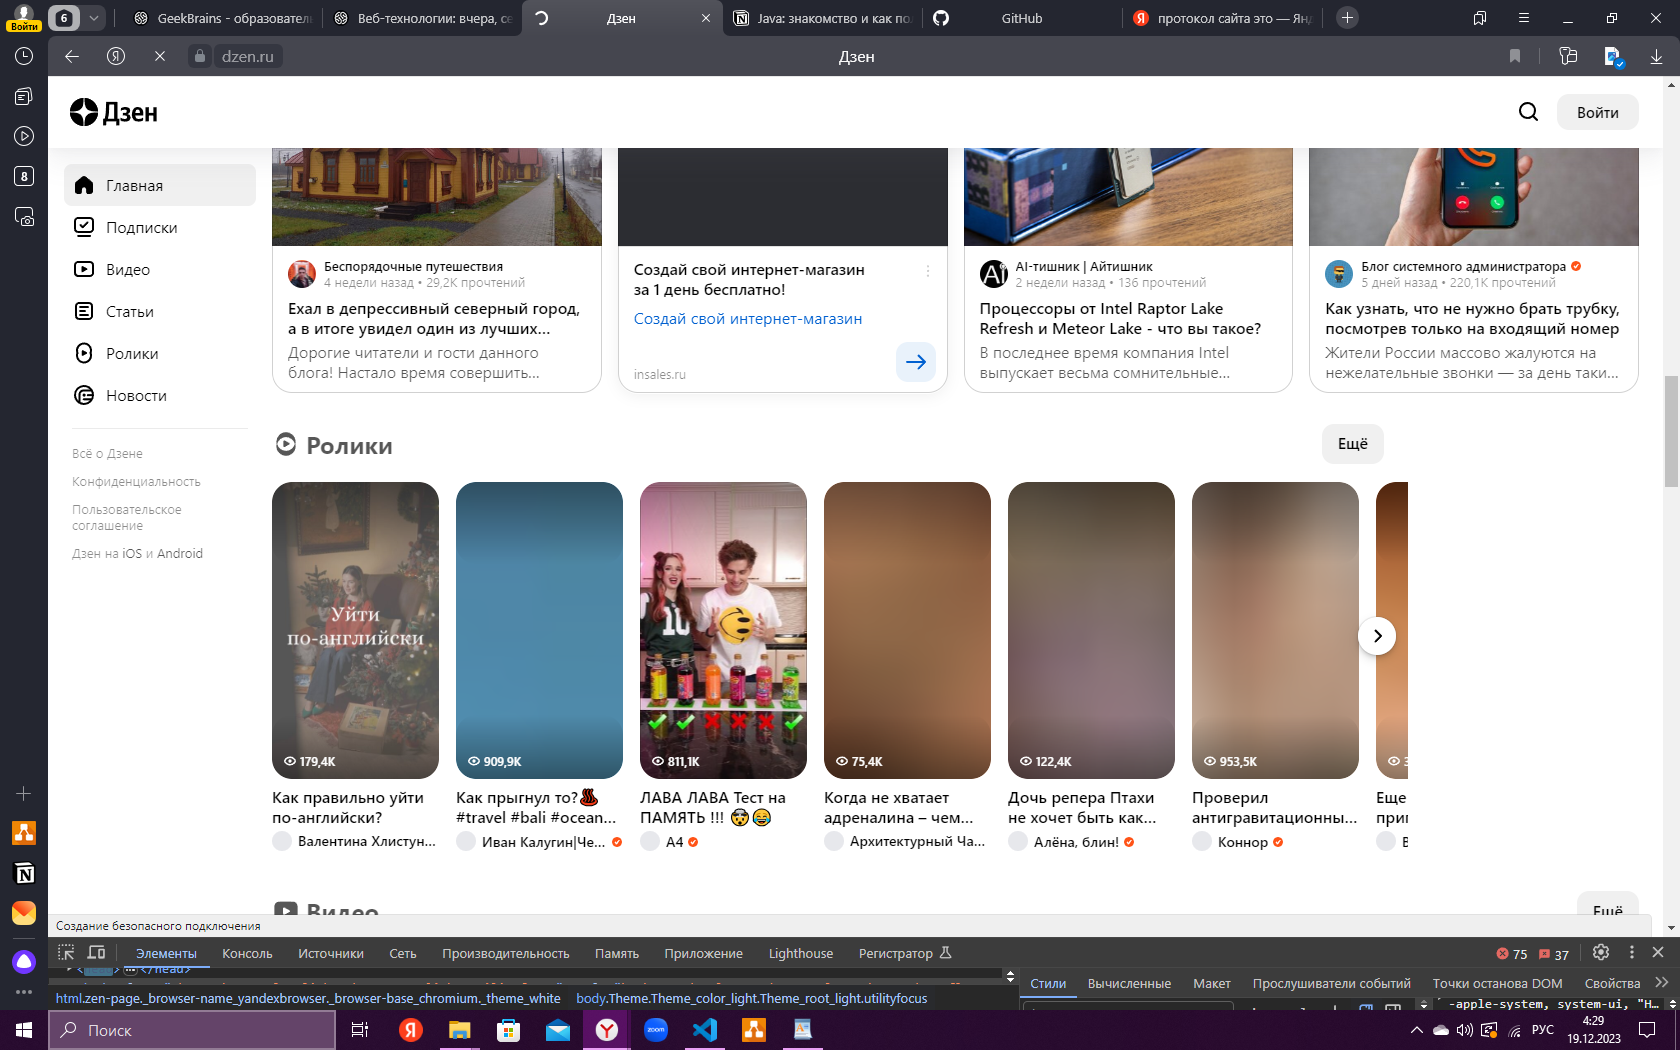 Войти
6
GeekBrains - образователь
Веб-технологии: вчера, се
Дзен
Java: знакомство и как по
GitHub
протокол сайта это — Ян
dzen.ru
Дзен
8
Дзен
Войти
Главная
Подписки
Видео
Статьи
Ролики
Новости
Всё о Дзене
Конфиденциальность
Пользовательское
соглашение
Дзен на iOS и Android
Беспорядочные путешествия
4 недели назад • 29,2K прочтений
Ехал в депрессивный северный город,
а в итоге увидел один из лучших...
Дорогие читатели и гости данного
блога! Настало время совершить...
Создай свой интернет-магазин
за 1 день бесплатно!
Создай свой интернет-магазин
insales.ru
AI
AI-тишник | Айтишник
2 недели назад • 136 прочтений
Процессоры от Intel Raptor Lake
Refresh и Meteor Lake - что вы такое?
В последнее время компания Intel
выпускает весьма сомнительные...
Блог системного администратора
5 дней назад • 220,1K прочтений
Как узнать, что не нужно брать трубку,
посмотрев только на входящий номер
Жители России массово жалуются на
нежелательные звонки — за день таки...
Ролики
Ещё
Уйти
по-английски
179,4K
909,9K
811,1K
75,4K
122,4K
953,5K
Как правильно уйти
по-английски?
Валентина Хлистун...
Как прыгнул то?
#travel #bali #ocean...
Иван Калугин|Че...
ЛАВА ЛАВА Тест на
ПАМЯТЬ !!!
А4
Когда не хватает
адреналина – чем...
Архитектурный Ча...
Дочь репера Птахи
не хочет быть как...
Алёна, блин!
Проверил
антигравитационны...
Коннор
Еще
Видео
Ещё
Создание безопасного подключения
Элементы
Консоль
Источники
Сеть
Производительность
Память
Приложение
Lighthouse
Регистратор
75
37
</head>
html.zen-page._browser-name_yandexbrowser._browser-base_chromium._theme_white
body.Theme.Theme_color_light.Theme_root_light.utilityfocus
Стили
Вычисленные
Макет
Прослушиватели событий
Точки останова DOM
Свойства
-apple-system, system-ui, "H…
Поиск
zoom
РУС
4:29
19.12.2023